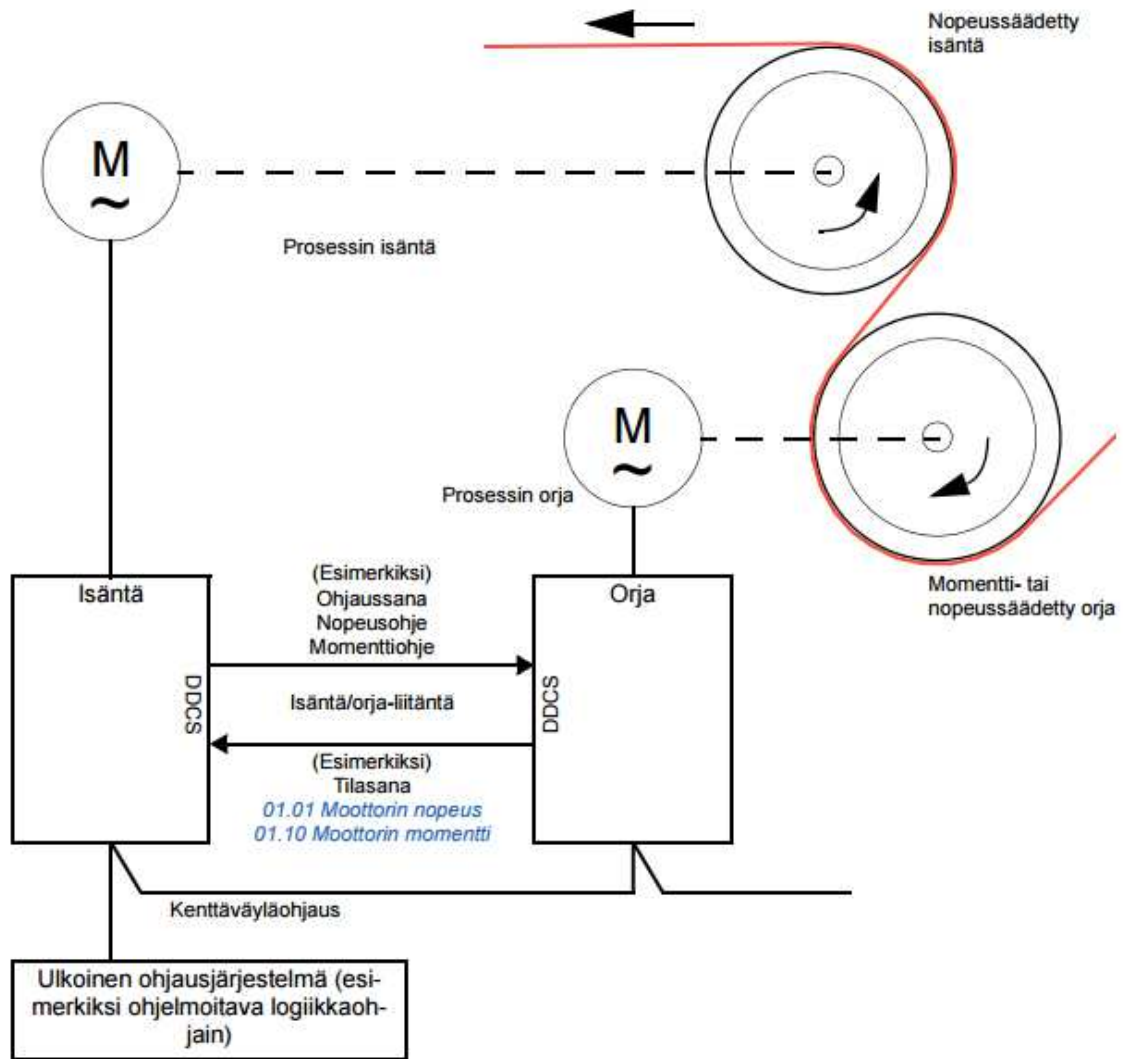 Nopeussäädetty
isäntä
M
~
Prosessin isäntä
M
~
Prosessin orja
Momentti- tai
nopeussäädetty orja
Isäntä
(Esimerkiksi)
Ohjaussana
Nopeusohje
Momenttiohje
Orja
DDCS
Isäntä/orja-liitäntä
DDCS
(Esimerkiksi)
Tilasana
01.01 Moottorin nopeus
01.10 Moottorin momentti
Kenttäväyläohjaus
Ulkoinen ohjausjärjestelmä (esi-
merkiksi ohjelmoitava logiikkaoh-
jain)